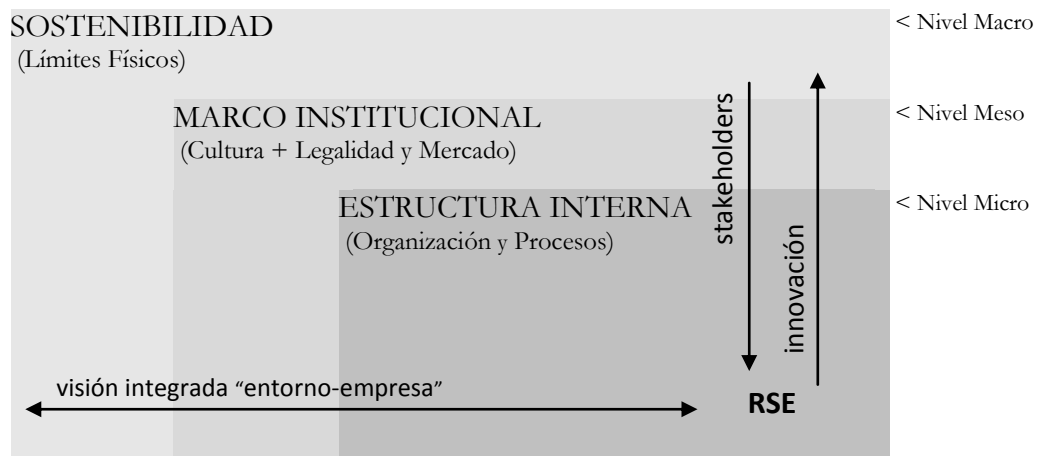 SOSTENIBILIDAD
(Límites Físicos)
< Nivel Macro
MARCO INSTITUCIONAL
(Cultura + Legalidad y Mercado)
< Nivel Meso
ESTRUCTURA INTERNA
(Organización y Procesos)
< Nivel Micro
stakeholders
innovación
visión integrada “entorno-empresa”
RSE